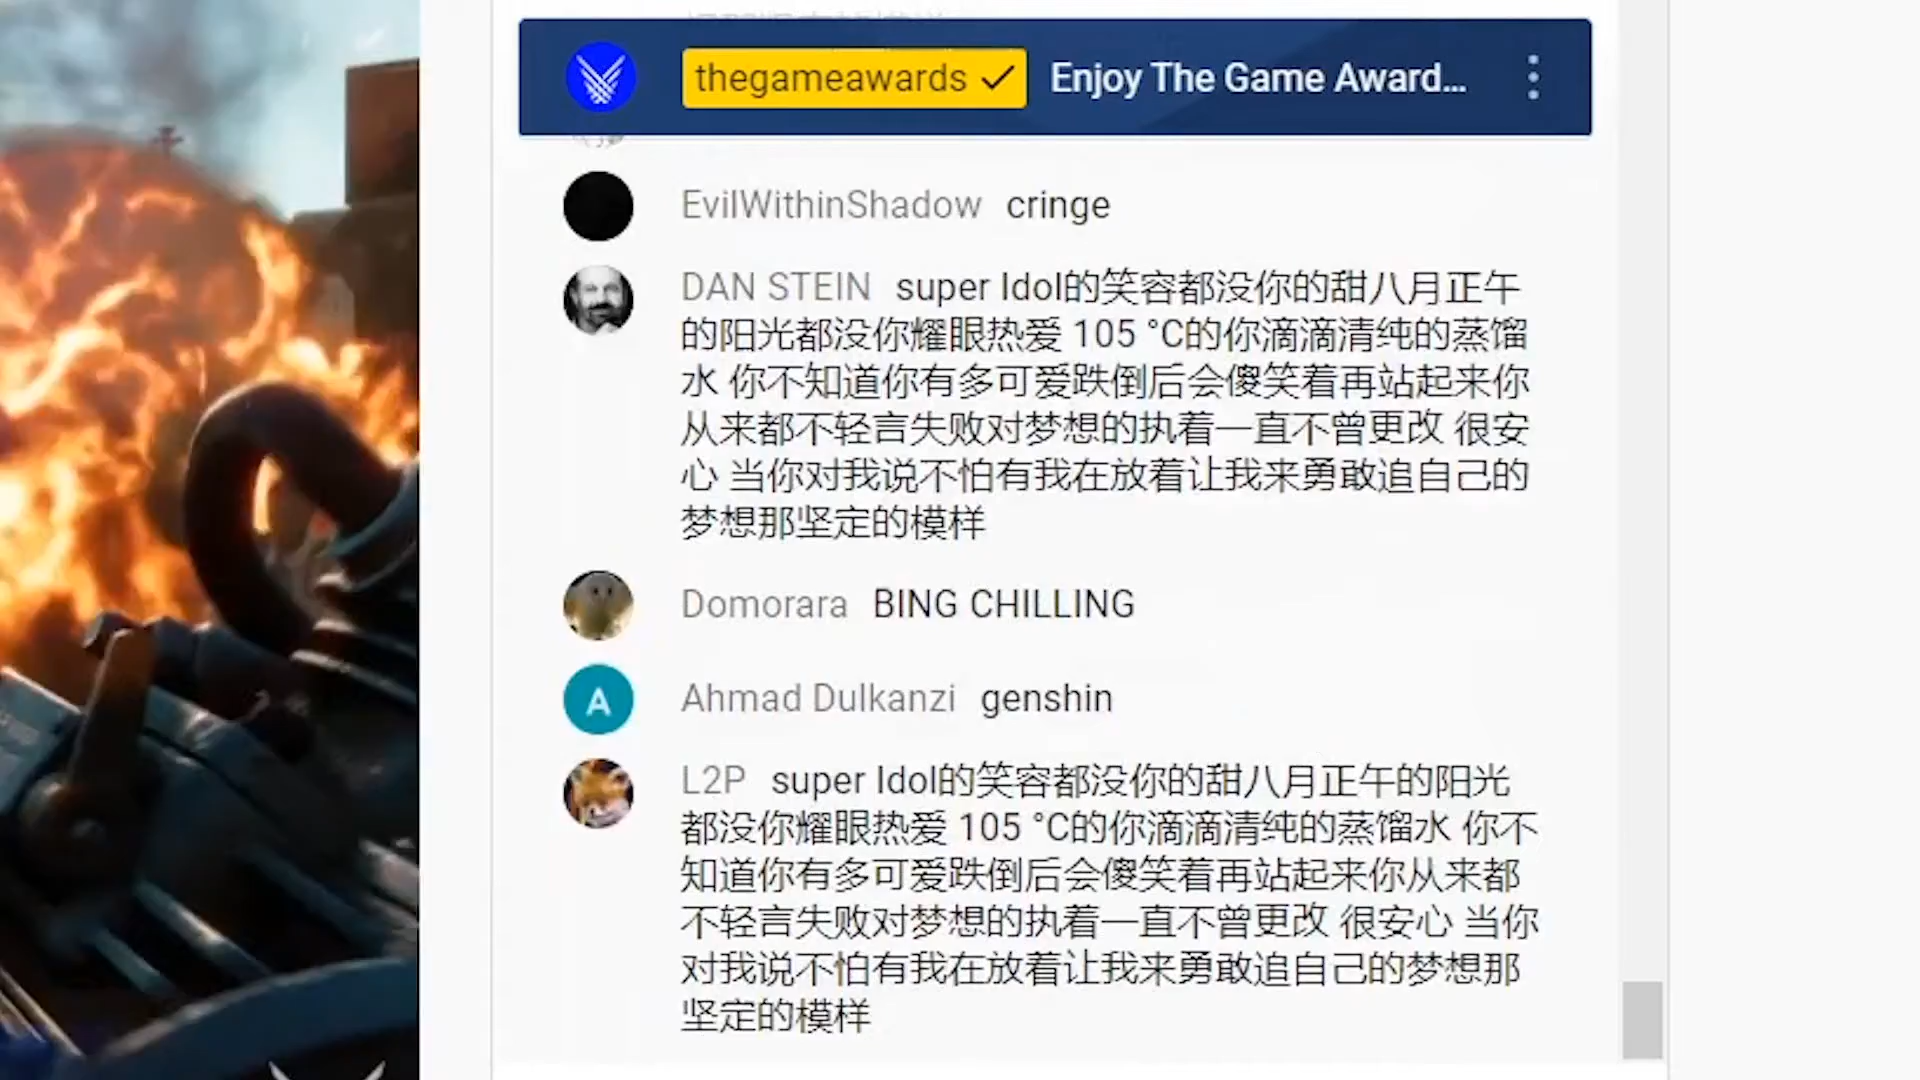 thegameawards Enjoy The Game Award...
EvilWithinShadow cringe
DAN STEIN super Idol的笑容都没你的甜八月正午
的阳光都没你耀眼热爱 105 °C的你滴滴清纯的蒸馏
水 你不知道你有多可爱跌倒后会傻笑着再站起来你
从来都不轻言失败对梦想的执着一直不曾更改 很安
心 当你对我说不怕有我在放着让我来勇敢追自己的
梦想那坚定的模样
Domorara BING CHILLING
A Ahmad Dulkanzi genshin
L2P super Idol的笑容都没你的甜八月正午的阳光
都没你耀眼热爱 105 °C的你滴滴清纯的蒸馏水 你不
知道你有多可爱跌倒后会傻笑着再站起来你从来都
不轻言失败对梦想的执着一直不曾更改 很安心 当你
对我说不怕有我在放着让我来勇敢追自己的梦想那
坚定的模样